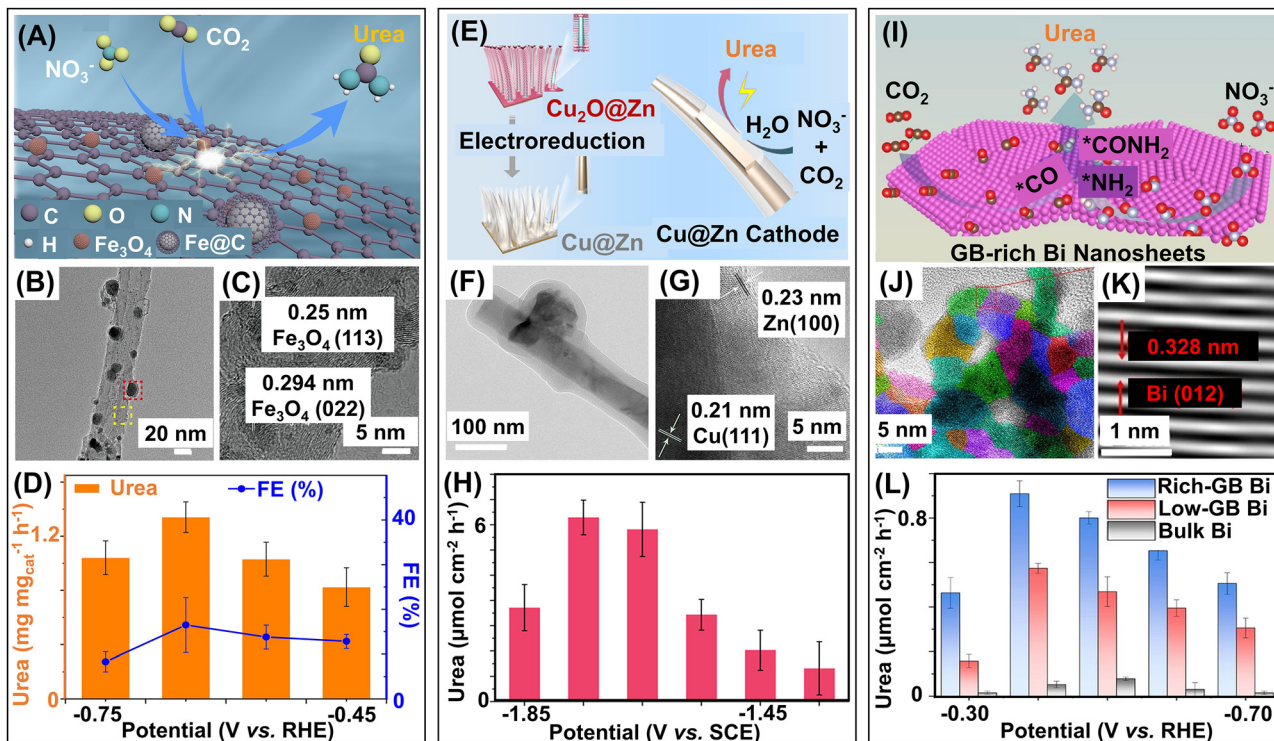 (A)
NO₃⁻
CO₂
Urea
C
O
N
H
Fe₃O₄
Fe@C
(B)
20 nm
(C)
0.25 nm
Fe₃O₄ (113)
0.294 nm
Fe₃O₄ (022)
5 nm
(D)
Urea
FE (%)
Urea (mg mg_cat⁻¹ h⁻¹)
1.2
0
40
0
FE (%)
-0.75
-0.45
Potential (V vs. RHE)
(E)
Cu₂O@Zn
Electroreduction
Cu@Zn
Urea
H₂O
NO₃⁻
+
CO₂
Cu@Zn Cathode
(F)
100 nm
(G)
0.23 nm
Zn(100)
0.21 nm
Cu(111)
5 nm
(H)
Urea (μmol cm⁻² h⁻¹)
6
0
-1.85
-1.45
Potential (V vs. SCE)
(I)
Urea
CO₂
NO₃⁻
*CONH₂
*CO
*NH₂
GB-rich Bi Nanosheets
(J)
5 nm
(K)
0.328 nm
Bi (012)
1 nm
(L)
Rich-GB Bi
Low-GB Bi
Bulk Bi
Urea (μmol cm⁻² h⁻¹)
0.8
0
-0.30
-0.70
Potential (V vs. RHE)